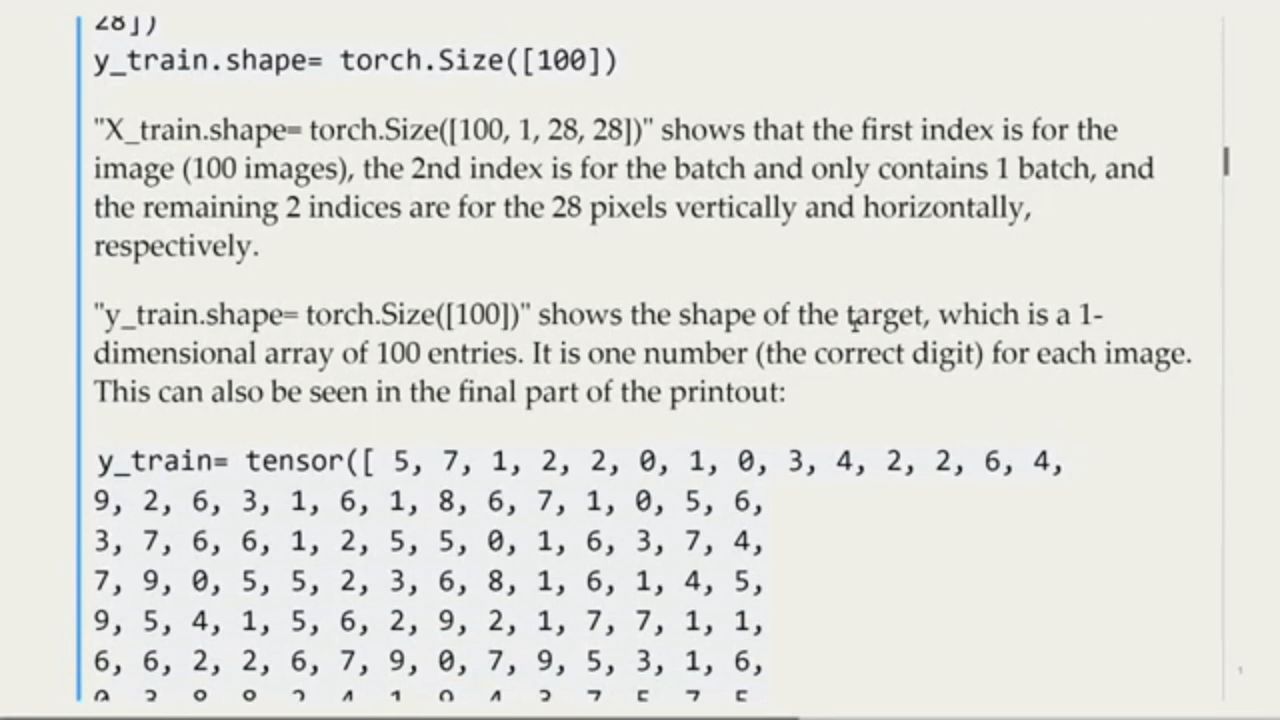 28])
y_train.shape= torch.Size([100])
"X_train.shape= torch.Size([100, 1, 28, 28])" shows that the first index is for the
image (100 images), the 2nd index is for the batch and only contains 1 batch, and
the remaining 2 indices are for the 28 pixels vertically and horizontally,
respectively.
"y_train.shape= torch.Size([100])" shows the shape of the target, which is a 1-
dimensional array of 100 entries. It is one number (the correct digit) for each image.
This can also be seen in the final part of the printout:
y_train= tensor([ 5, 7, 1, 2, 2, 0, 1, 0, 3, 4, 2, 2, 6, 4,
9, 2, 6, 3, 1, 6, 1, 8, 6, 7, 1, 0, 5, 6,
3, 7, 6, 6, 1, 2, 5, 5, 0, 1, 6, 3, 7, 4,
7, 9, 0, 5, 5, 2, 3, 6, 8, 1, 6, 1, 4, 5,
9, 5, 4, 1, 5, 6, 2, 9, 2, 1, 7, 7, 1, 1,
6, 6, 2, 2, 6, 7, 9, 0, 7, 9, 5, 3, 1, 6,